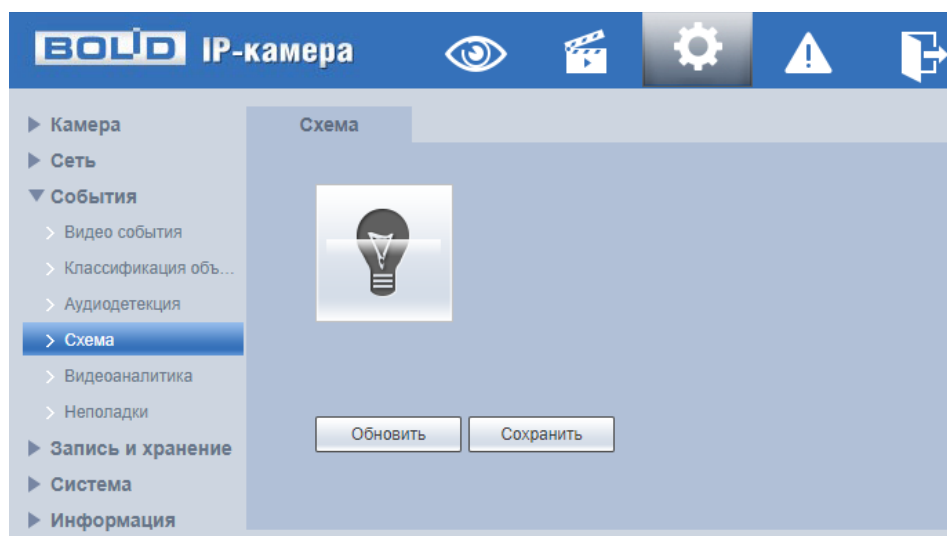 BOLID IP-камера
Камера
Сеть
События
Видео события
Классификация объ...
Аудиодетекция
Схема
Видеоаналитика
Неполадки
Запись и хранение
Система
Информация
Схема
Обновить Сохранить